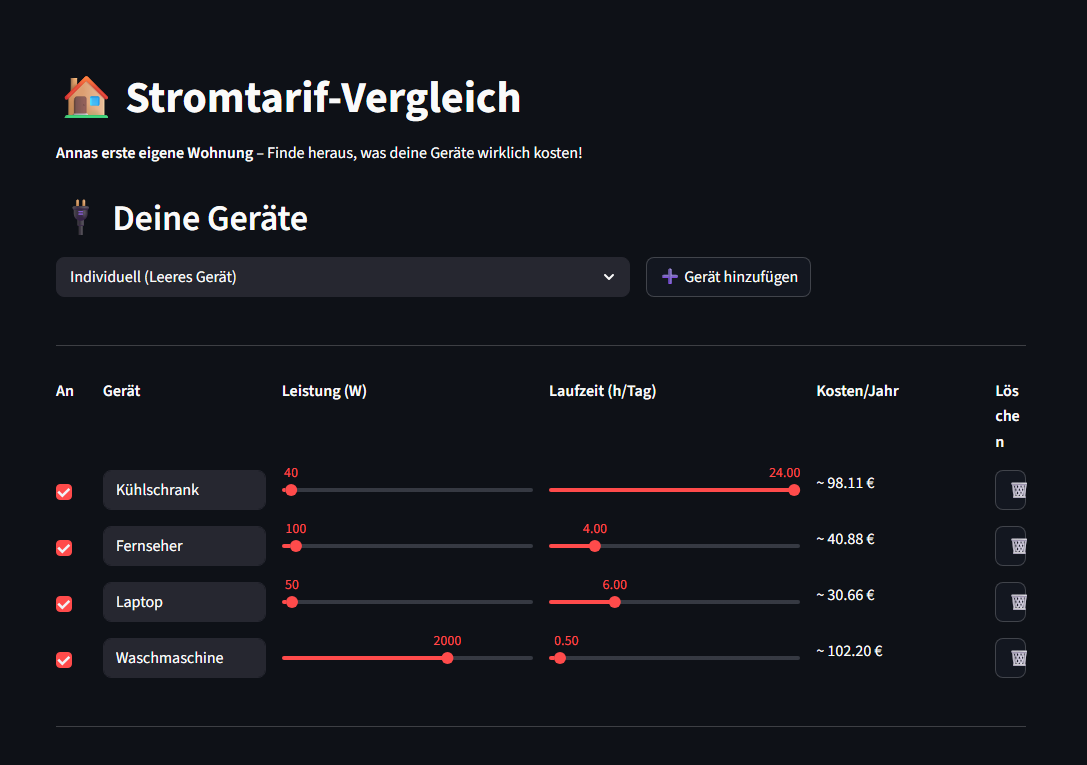 Stromtarif-Vergleich
Annas erste eigene Wohnung – Finde heraus, was deine Geräte wirklich kosten!
Deine Geräte
Individuell (Leeres Gerät)
Gerät hinzufügen
An Gerät Leistung (W) Laufzeit (h/Tag) Kosten/Jahr Lös
che
n
40 24.00
Kühlschrank ~ 98.11 €
100 4.00
Fernseher ~ 40.88 €
50 6.00
Laptop ~ 30.66 €
2000 0.50
Waschmaschine ~ 102.20 €